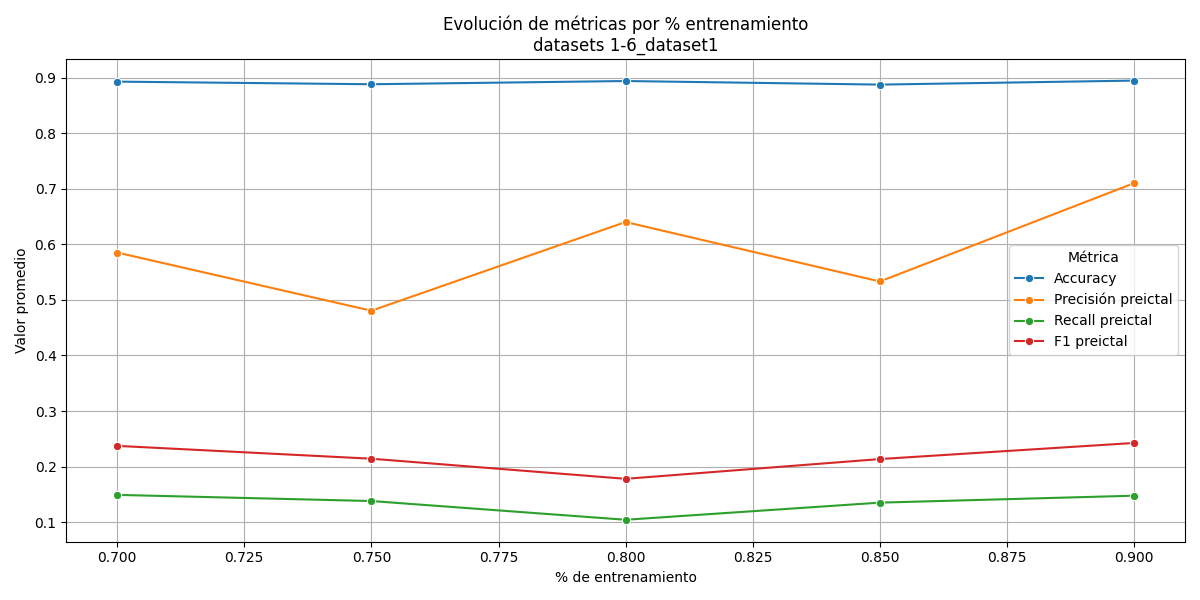 Evolución de métricas por % entrenamiento
datasets 1-6_dataset1
Valor promedio
0.9
0.8
0.7
0.6
0.5
0.4
0.3
0.2
0.1
Métrica
Accuracy
Precisión preictal
Recall preictal
F1 preictal
0.700 0.725 0.750 0.775 0.800 0.825 0.850 0.875 0.900
% de entrenamiento